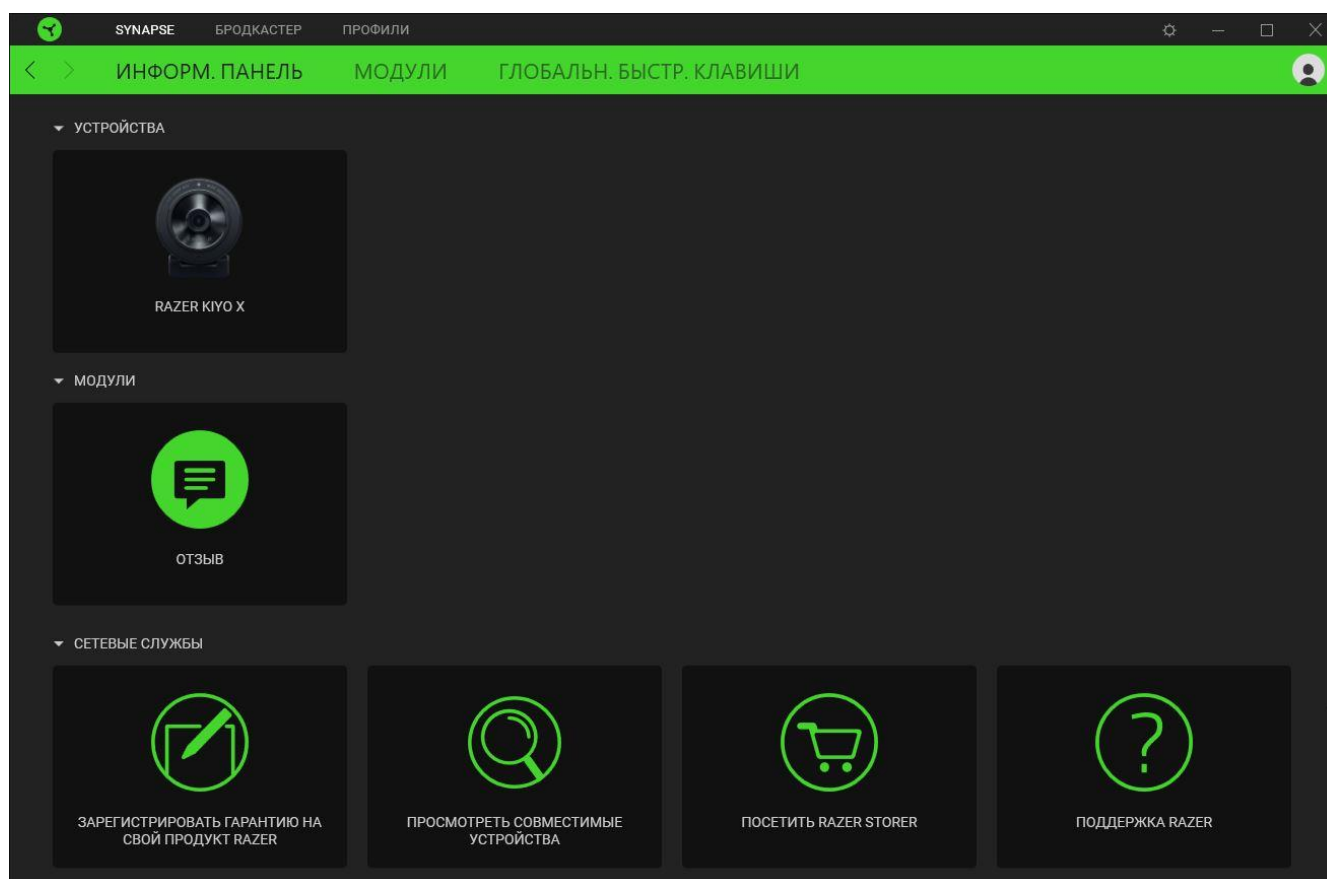 SYNAPSE БРОДКАСТЕР ПРОФИЛИ
ИНФОРМ. ПАНЕЛЬ МОДУЛИ ГЛОБАЛЬН. БЫСТР. КЛАВИШИ
УСТРОЙСТВА
RAZER KIYO X
МОДУЛИ
ОТЗЫВ
СЕТЕВЫЕ СЛУЖБЫ
ЗАРЕГИСТРИРОВАТЬ ГАРАНТИЮ НА
СВОЙ ПРОДУКТ RAZER
ПРОСМОТРЕТЬ СОВМЕСТИМЫЕ
УСТРОЙСТВА
ПОСЕТИТЬ RAZER STORER
ПОДДЕРЖКА RAZER